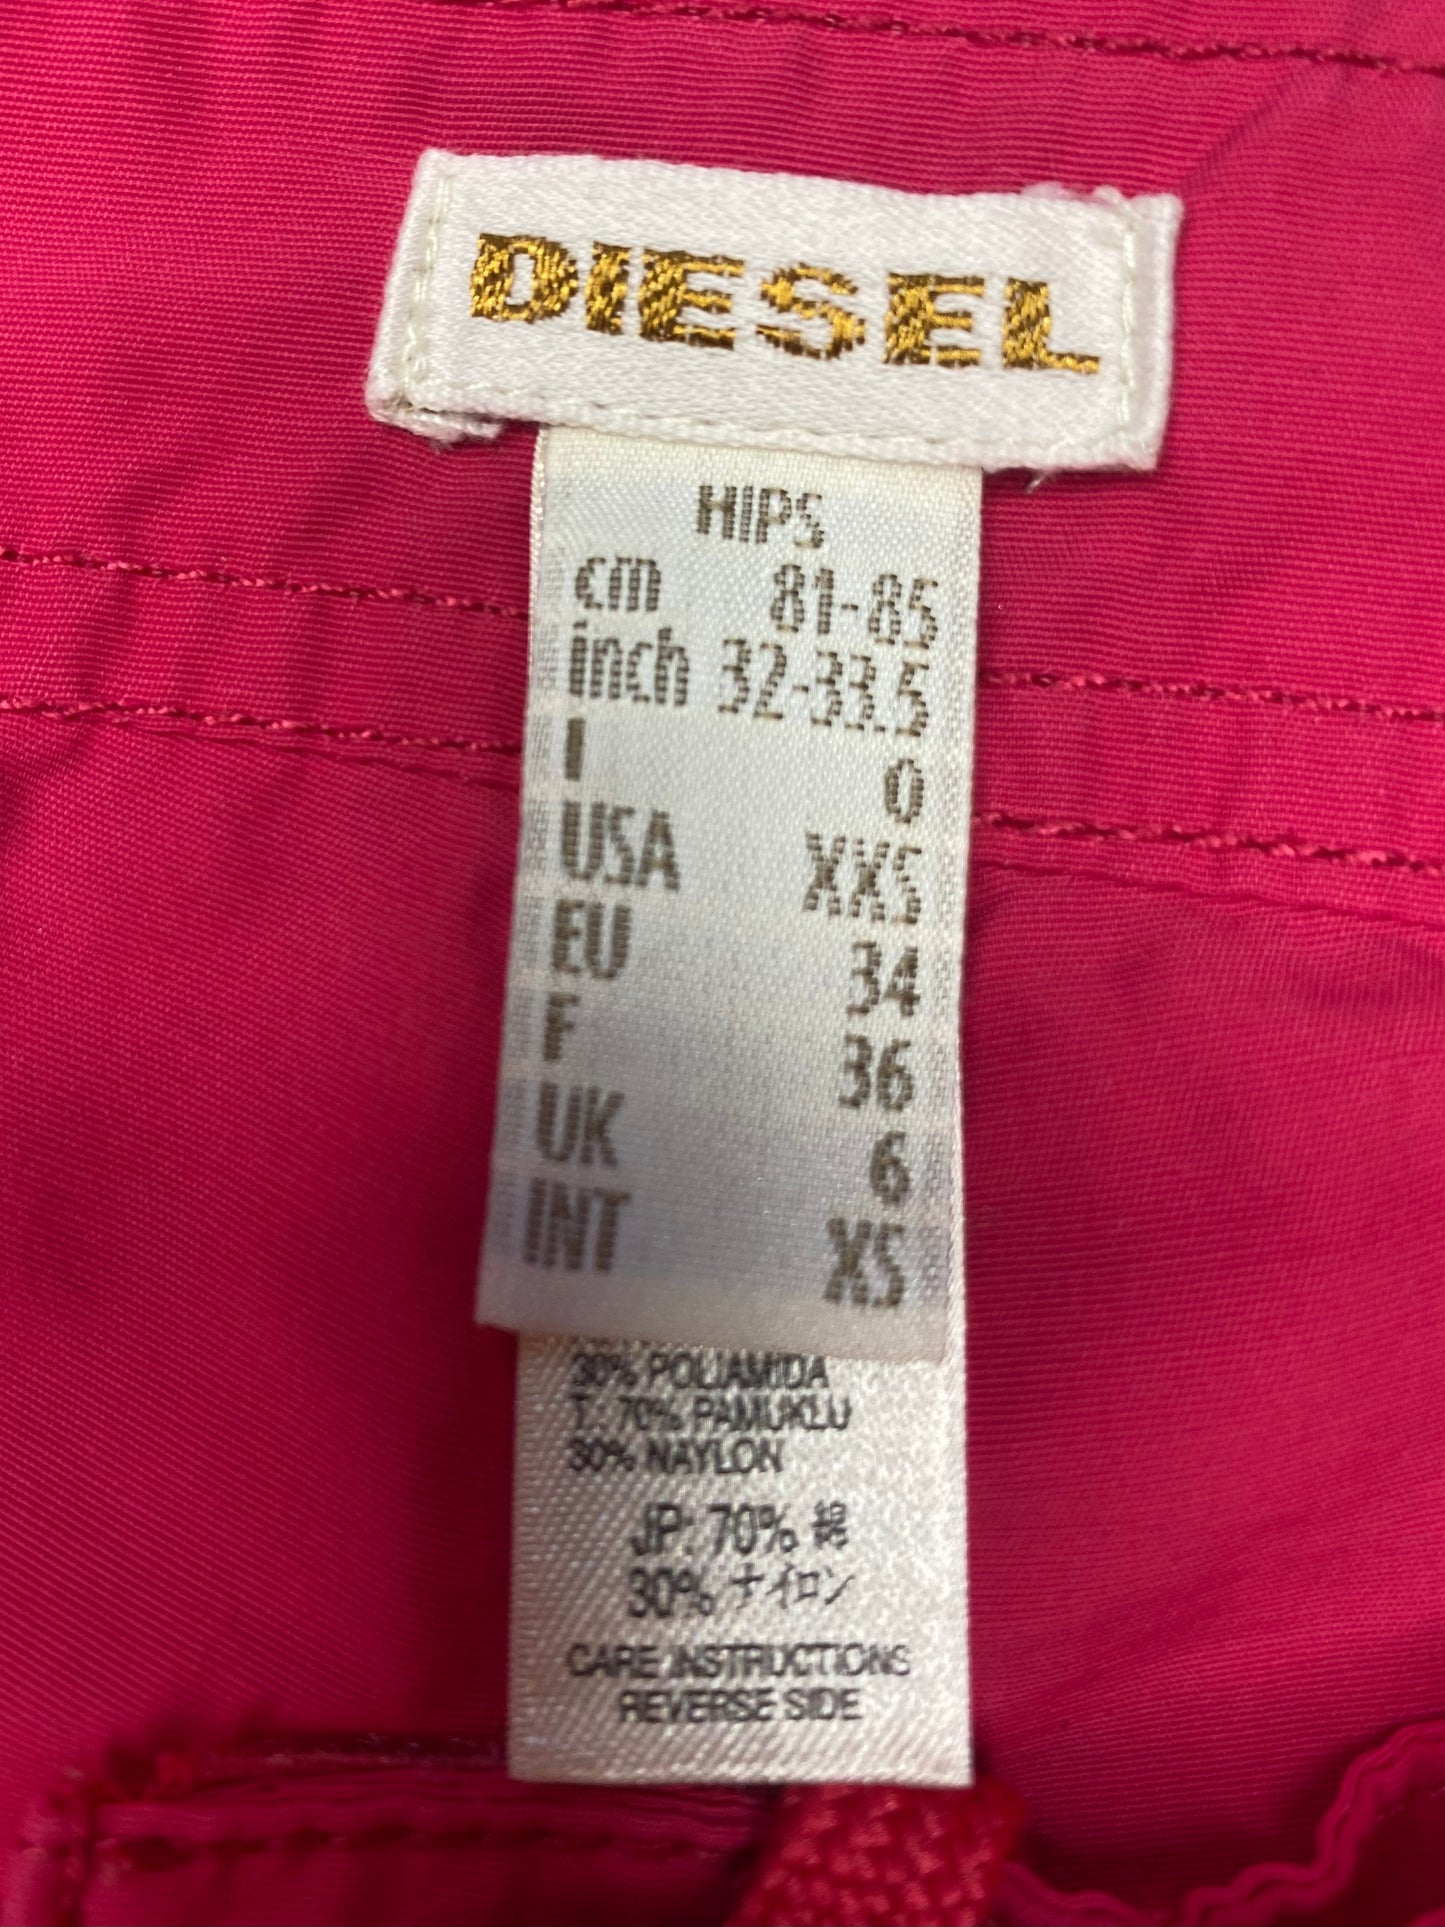 DIESEL
HIPS
cm 81-85
inch 32-33.5
I 0
USA XXS
EU 34
F 36
UK 6
INT XS
30% POLIAMIDA
T.: 70% PAMUKLU
30% NAYLON
JP: 70% 綿
30% ナイロン
CARE INSTRUCTIONS
REVERSE SIDE